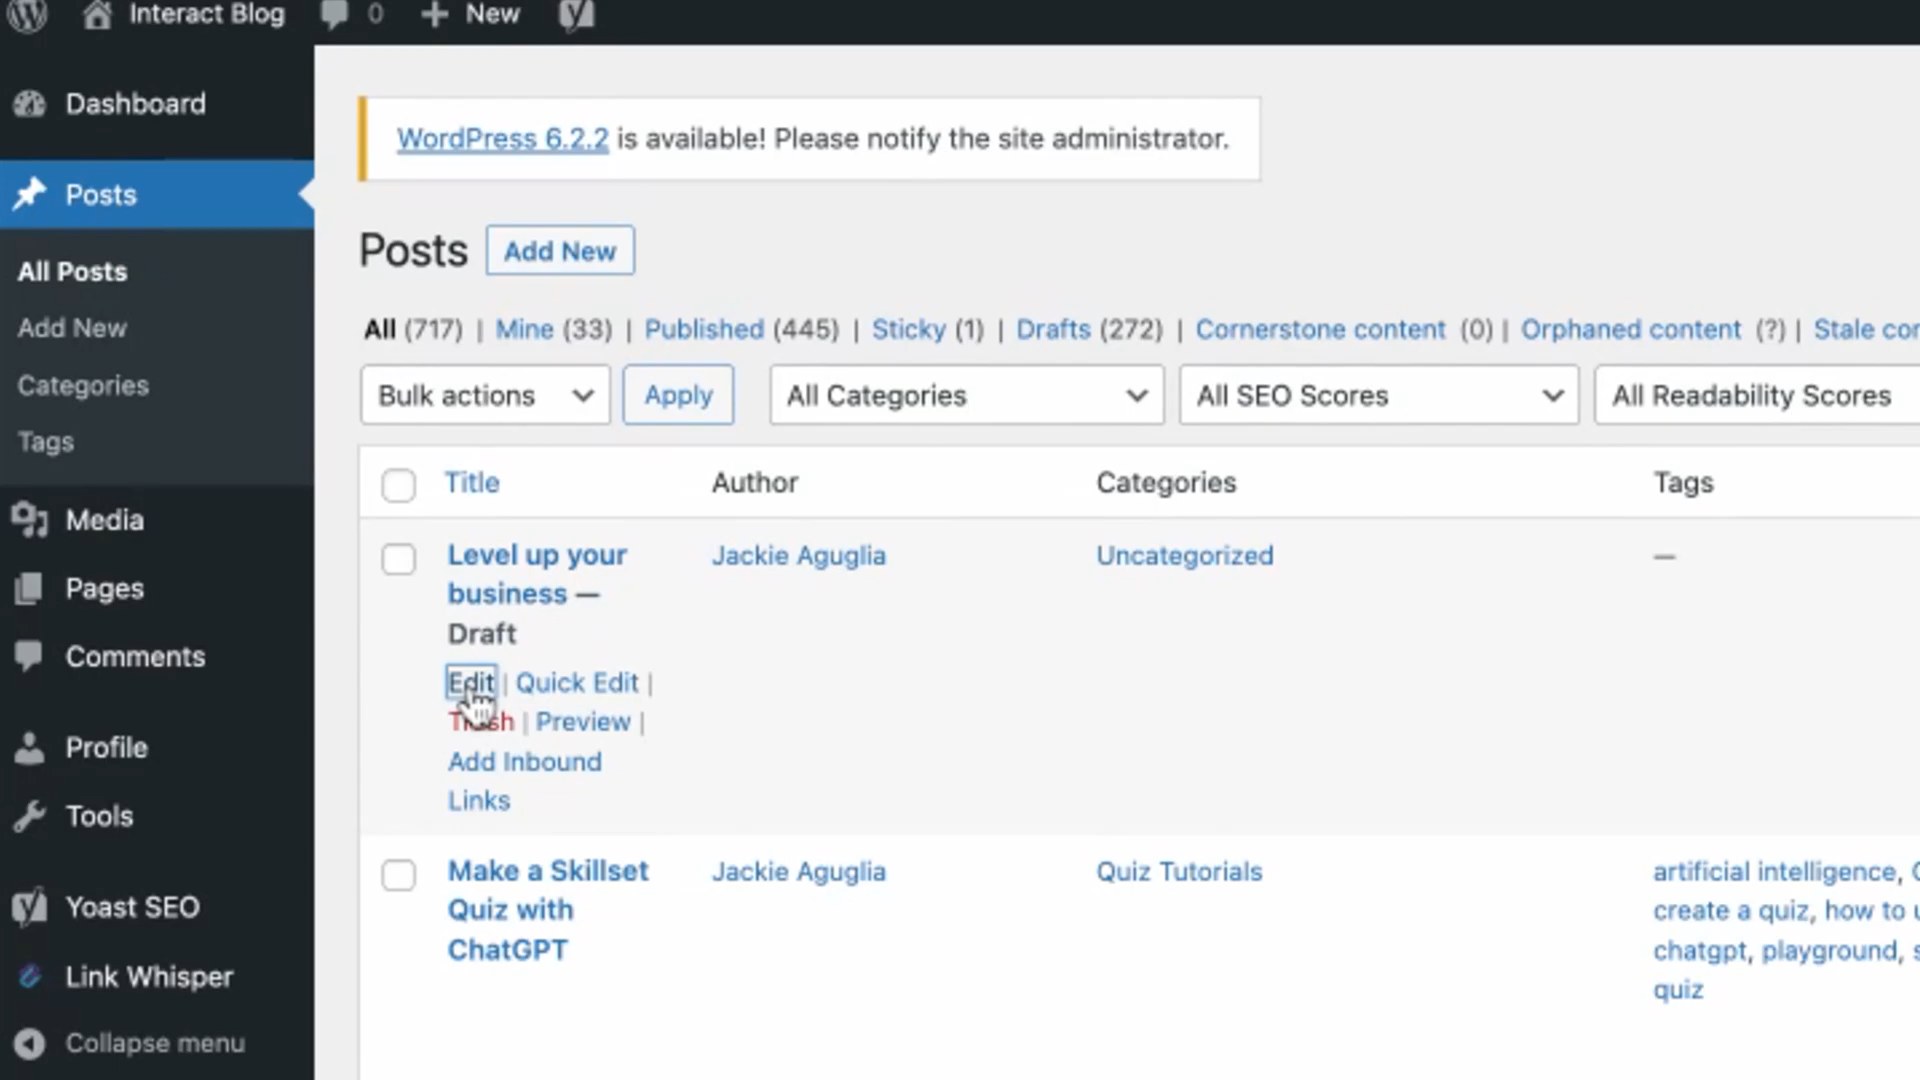 Interact Blog 0 + New
Dashboard
WordPress 6.2.2 is available! Please notify the site administrator.
Posts
Posts Add New
All Posts
Add New
Categories
Tags
All (717) | Mine (33) | Published (445) | Sticky (1) | Drafts (272) | Cornerstone content (0) | Orphaned content (?) | Stale cor
Bulk actions Apply All Categories All SEO Scores All Readability Scores
Title Author Categories Tags
Media
Pages
Comments
Profile
Tools
Yoast SEO
Link Whisper
Collapse menu
Level up your Jackie Aguglia Uncategorized —
business —
Draft
Edit | Quick Edit |
Trash | Preview |
Add Inbound
Links
Make a Skillset Jackie Aguglia Quiz Tutorials artificial intelligence,
Quiz with create a quiz, how to
ChatGPT chatgpt, playground,
quiz